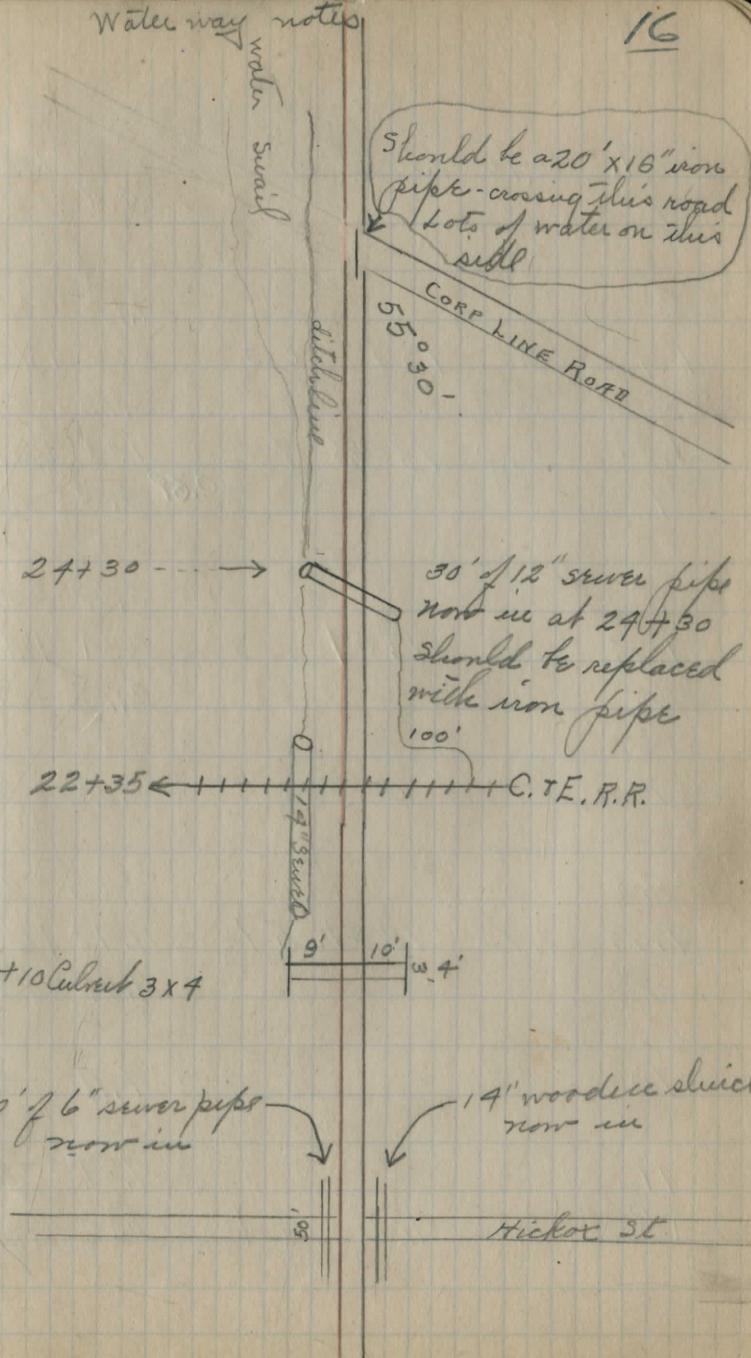 Water way notes
16
water swail
Should be a 20' x 16" iron
pipe - crossing this road
Lots of water on this
side
CORP LINE ROAD
55° 30'
ditch line
24+30
30' of 12" sewer pipe
now in at 24+30
should be replaced
with iron pipe
100'
22+35
C. & E. R.R.
Sewer
9' 10'
3' 4'
+10 Culvert 3 x 4
' of 6" sewer pipe
now in
14" wooden sluic
now in
50'
Hickox St